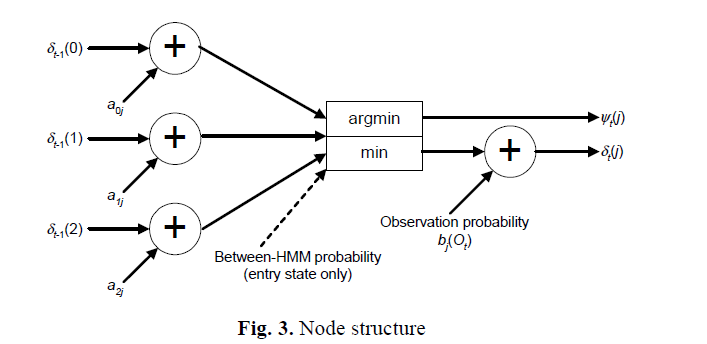 δt-1(0)
+
a0j
δt-1(1)
+
a1j
δt-1(2)
+
a2j
argmin
min
ψt(j)
+
δt(j)
Observation probability
bj(Ot)
Between-HMM probability
(entry state only)
Fig. 3. Node structure